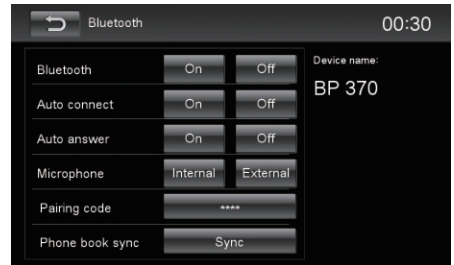 Bluetooth 00:30
Bluetooth On Off
Auto connect On Off
Auto answer On Off
Microphone Internal External
Pairing code ****
Phone book sync Sync
Device name:
BP 370